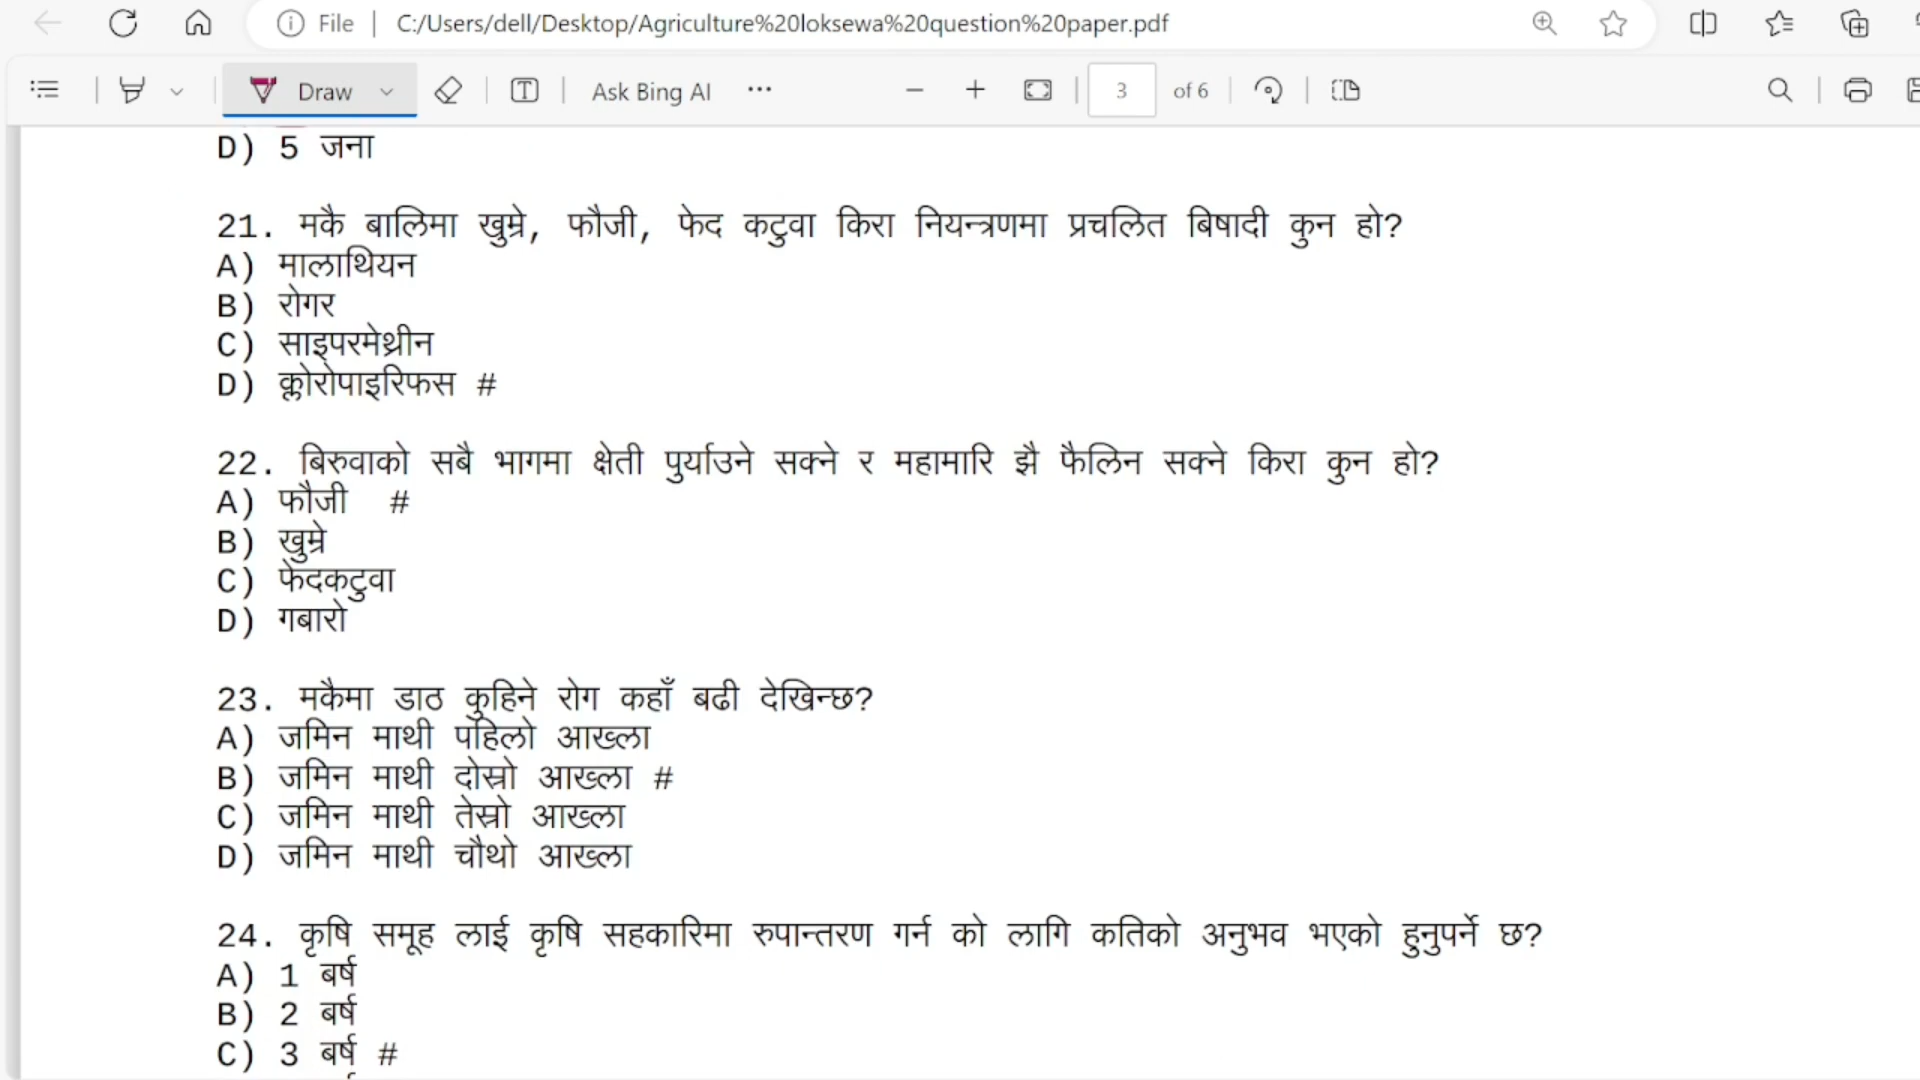 File | C:/Users/dell/Desktop/Agriculture%20loksewa%20question%20paper.pdf
Draw Ask Bing AI ... 3 of 6
D) 5 जना
21. मकै बालिमा खुम्रे, फौजी, फेद कटुवा किरा नियन्त्रणमा प्रचलित बिषादी कुन हो?
A) मालाथियन
B) रोगर
C) साइपरमेथ्रीन
D) क्लोरोपाइरिफस #
22. बिरुवाको सबै भागमा क्षेती पुर्याउने सक्ने र महामारि झै फैलिन सक्ने किरा कुन हो?
A) फौजी #
B) खुम्रे
C) फेदकटुवा
D) गबारो
23. मकैमा डाठ कुहिने रोग कहाँ बढी देखिन्छ?
A) जमिन माथी पहिलो आख्ला
B) जमिन माथी दोस्रो आख्ला #
C) जमिन माथी तेस्रो आख्ला
D) जमिन माथी चौथो आख्ला
24. कृषि समूह लाई कृषि सहकारिमा रुपान्तरण गर्न को लागि कतिको अनुभव भएको हुनुपर्ने छ?
A) 1 बर्ष
B) 2 बर्ष
C) 3 बर्ष #